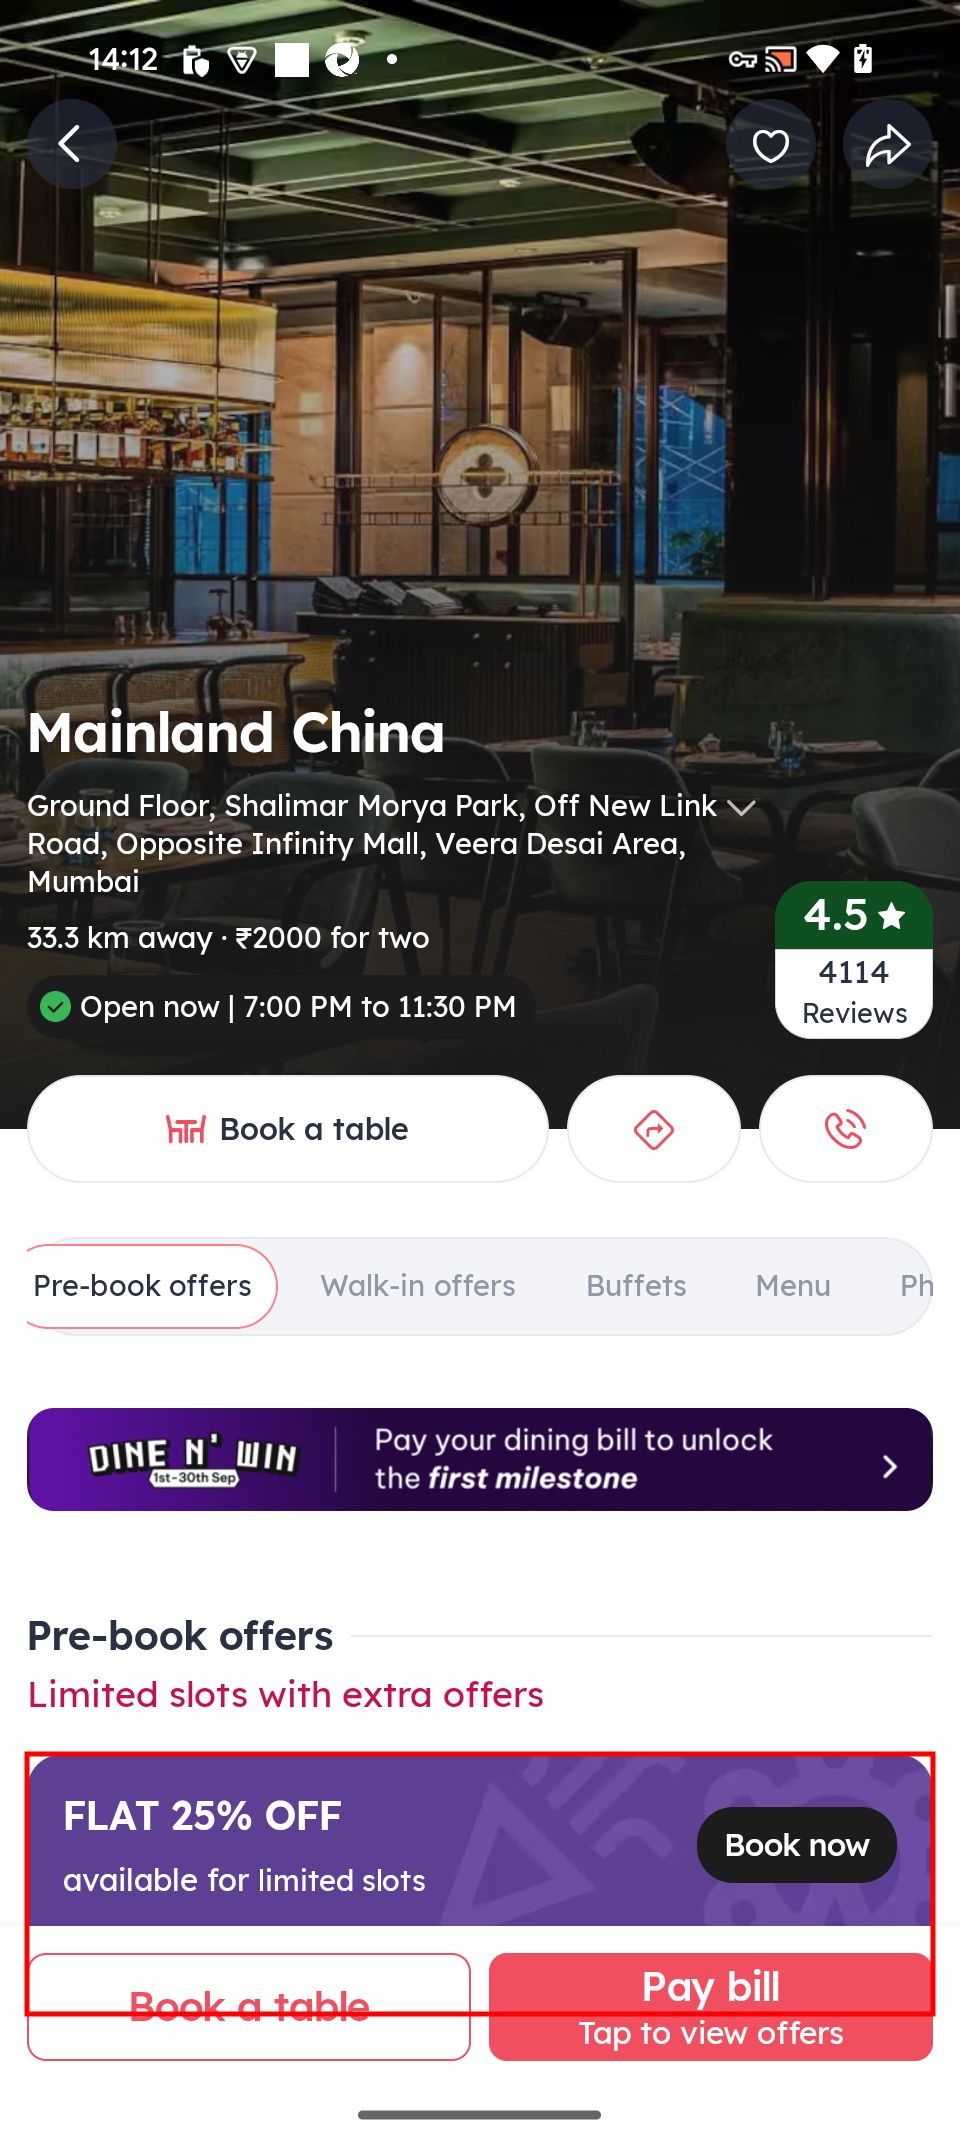 14:12
Mainland China
Ground Floor, Shalimar Morya Park, Off New Link
Road, Opposite Infinity Mall, Veera Desai Area,
Mumbai
33.3 km away · ₹2000 for two
Open now | 7:00 PM to 11:30 PM
4.5
4114
Reviews
Book a table
Pre-book offers Walk-in offers Buffets Menu Ph
DINE N' WIN
1st-30th Sep
Pay your dining bill to unlock
the first milestone
Pre-book offers
Limited slots with extra offers
FLAT 25% OFF
available for limited slots
Book now
Book a table
Pay bill
Tap to view offers